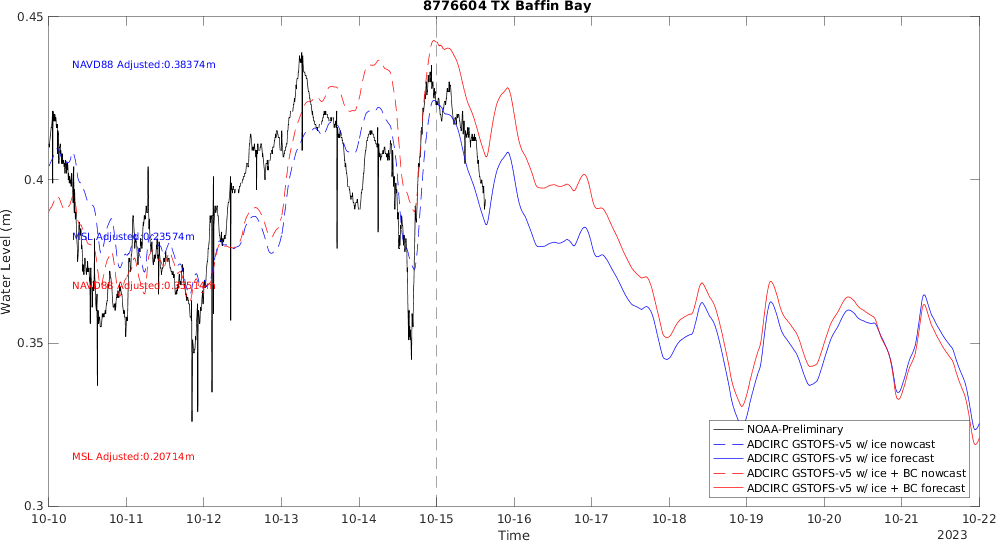 8776604 TX Baffin Bay
0.45
NAVD88 Adjusted:0.38374m
0.4
MSL Adjusted:0.23574m
NAVD88 Adjusted:0.35514m
0.35
MSL Adjusted:0.20714m
0.3
Water Level (m)
NOAA-Preliminary
ADCIRC GSTOFS-v5 w/ ice nowcast
ADCIRC GSTOFS-v5 w/ ice forecast
ADCIRC GSTOFS-v5 w/ ice + BC nowcast
ADCIRC GSTOFS-v5 w/ ice + BC forecast
10-10 10-11 10-12 10-13 10-14 10-15 10-16 10-17 10-18 10-19 10-20 10-21 10-22
Time
2023